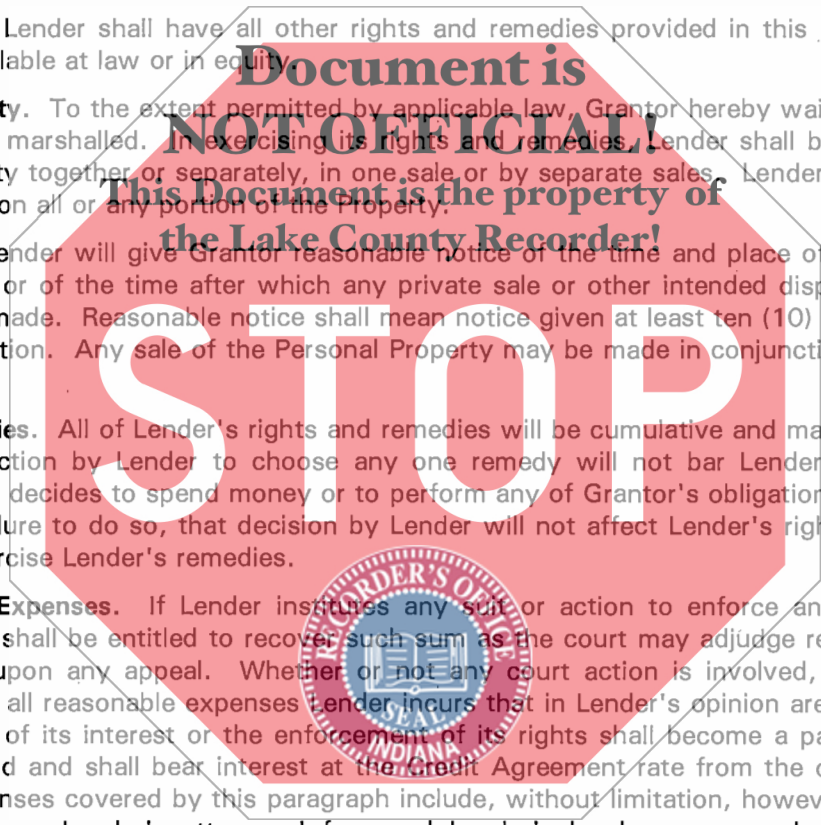 Lender shall have all other rights and remedies provided in this
lable at law or in equity.
Document is
ty. To the extent permitted by applicable law, Grantor hereby wai
NOT OFFICIAL!
marshalled. In exercising its rights and remedies, Lender shall b
ty together or separately, in one sale or by separate sales. Lender
This Document is the property of
on all or any portion of the Property.
the Lake County Recorder!
ender will give Grantor reasonable notice of the time and place of
or of the time after which any private sale or other intended disp
nade. Reasonable notice shall mean notice given at least ten (10)
tion. Any sale of the Personal Property may be made in conjuncti
STOP
ies. All of Lender's rights and remedies will be cumulative and ma
ction by Lender to choose any one remedy will not bar Lender
decides to spend money or to perform any of Grantor's obligation
lure to do so, that decision by Lender will not affect Lender's righ
rcise Lender's remedies.
RECORDER'S OFFICE
Expenses. If Lender institutes any suit or action to enforce an
shall be entitled to recover such sum as the court may adjudge re
upon any appeal. Whether or not any court action is involved,
all reasonable expenses Lender incurs that in Lender's opinion are
SEAL
of its interest or the enforcement of its rights shall become a pa
INDIANA
d and shall bear interest at the Credit Agreement rate from the d
nses covered by this paragraph include, without limitation, howev